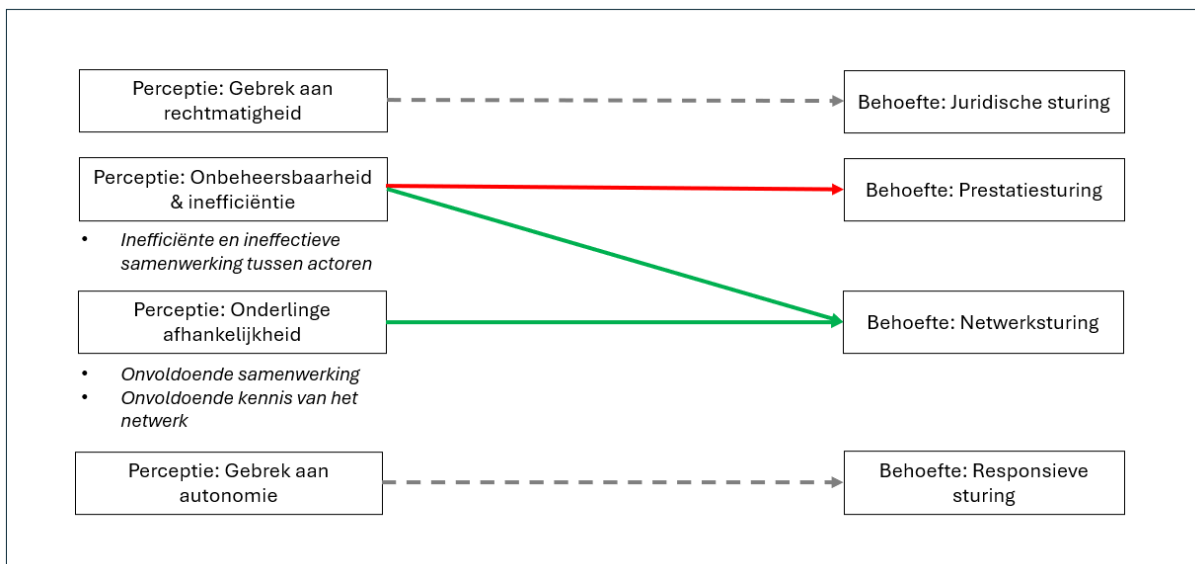 Perceptie: Gebrek aan
rechtmatigheid
Behoefte: Juridische sturing
Perceptie: Onbeheersbaarheid
& inefficiëntie
Behoefte: Prestatiesturing
• Inefficiënte en ineffectieve
samenwerking tussen actoren
Perceptie: Onderlinge
afhankelijkheid
Behoefte: Netwerksturing
• Onvoldoende samenwerking
• Onvoldoende kennis van het
netwerk
Perceptie: Gebrek aan
autonomie
Behoefte: Responsieve
sturing